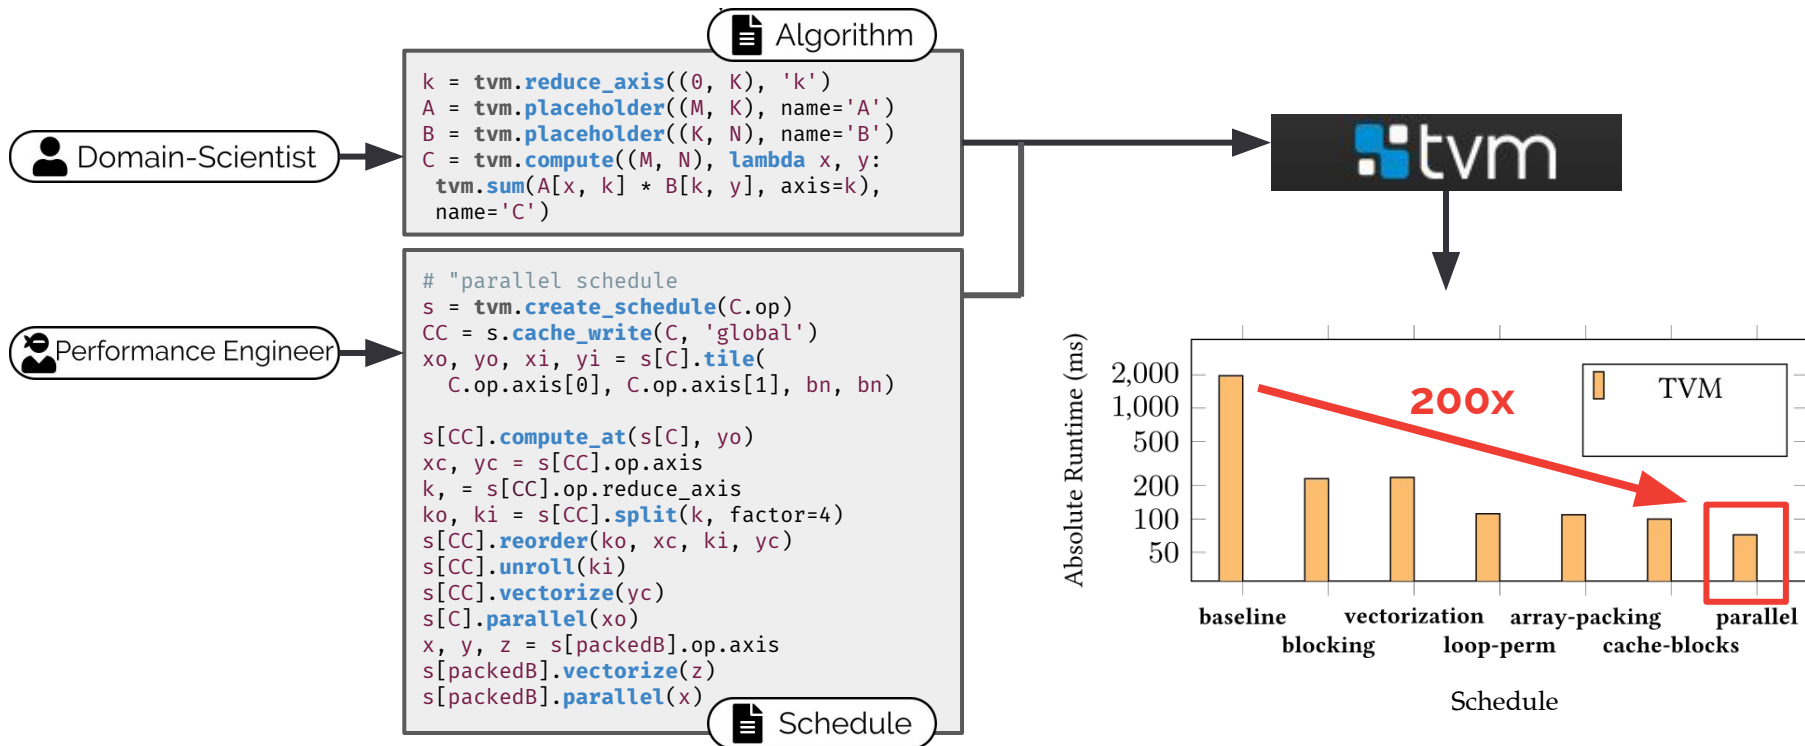 Algorithm
k = tvm.reduce_axis((0, K), 'k')
A = tvm.placeholder((M, K), name='A')
B = tvm.placeholder((K, N), name='B')
C = tvm.compute((M, N), lambda x, y:
tvm.sum(A[x, k] * B[k, y], axis=k),
name='C')
Domain-Scientist
tvm
# "parallel schedule
s = tvm.create_schedule(C.op)
CC = s.cache_write(C, 'global')
xo, yo, xi, yi = s[C].tile(
C.op.axis[0], C.op.axis[1], bn, bn)
s[CC].compute_at(s[C], yo)
xc, yc = s[CC].op.axis
k, = s[CC].op.reduce_axis
ko, ki = s[CC].split(k, factor=4)
s[CC].reorder(ko, xc, ki, yc)
s[CC].unroll(ki)
s[CC].vectorize(yc)
s[C].parallel(xo)
x, y, z = s[packedB].op.axis
s[packedB].vectorize(z)
s[packedB].parallel(x)
Schedule
Performance Engineer
Absolute Runtime (ms)
2,000
1,000
500
200
100
50
200x
TVM
baseline
blocking
vectorization
loop-perm
array-packing
cache-blocks
parallel
Schedule